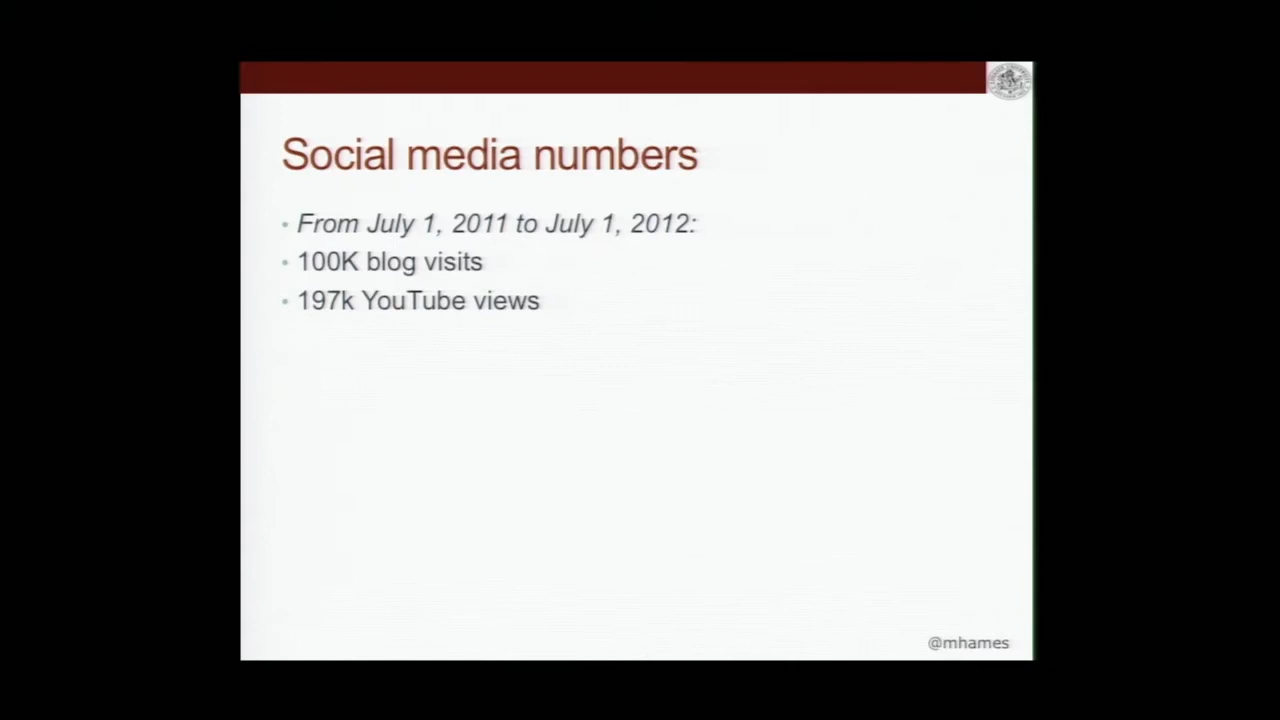 Social media numbers
• From July 1, 2011 to July 1, 2012:
• 100K blog visits
• 197k YouTube views
@mhames